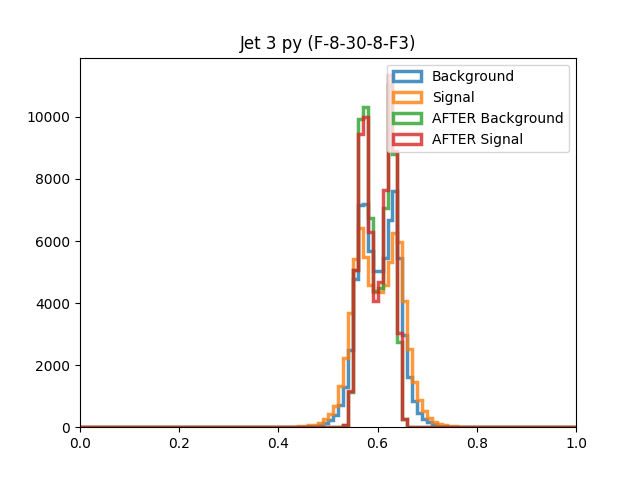 Jet 3 py (F-8-30-8-F3)
Background
Signal
AFTER Background
AFTER Signal
10000
8000
6000
4000
2000
0
0.0 0.2 0.4 0.6 0.8 1.0